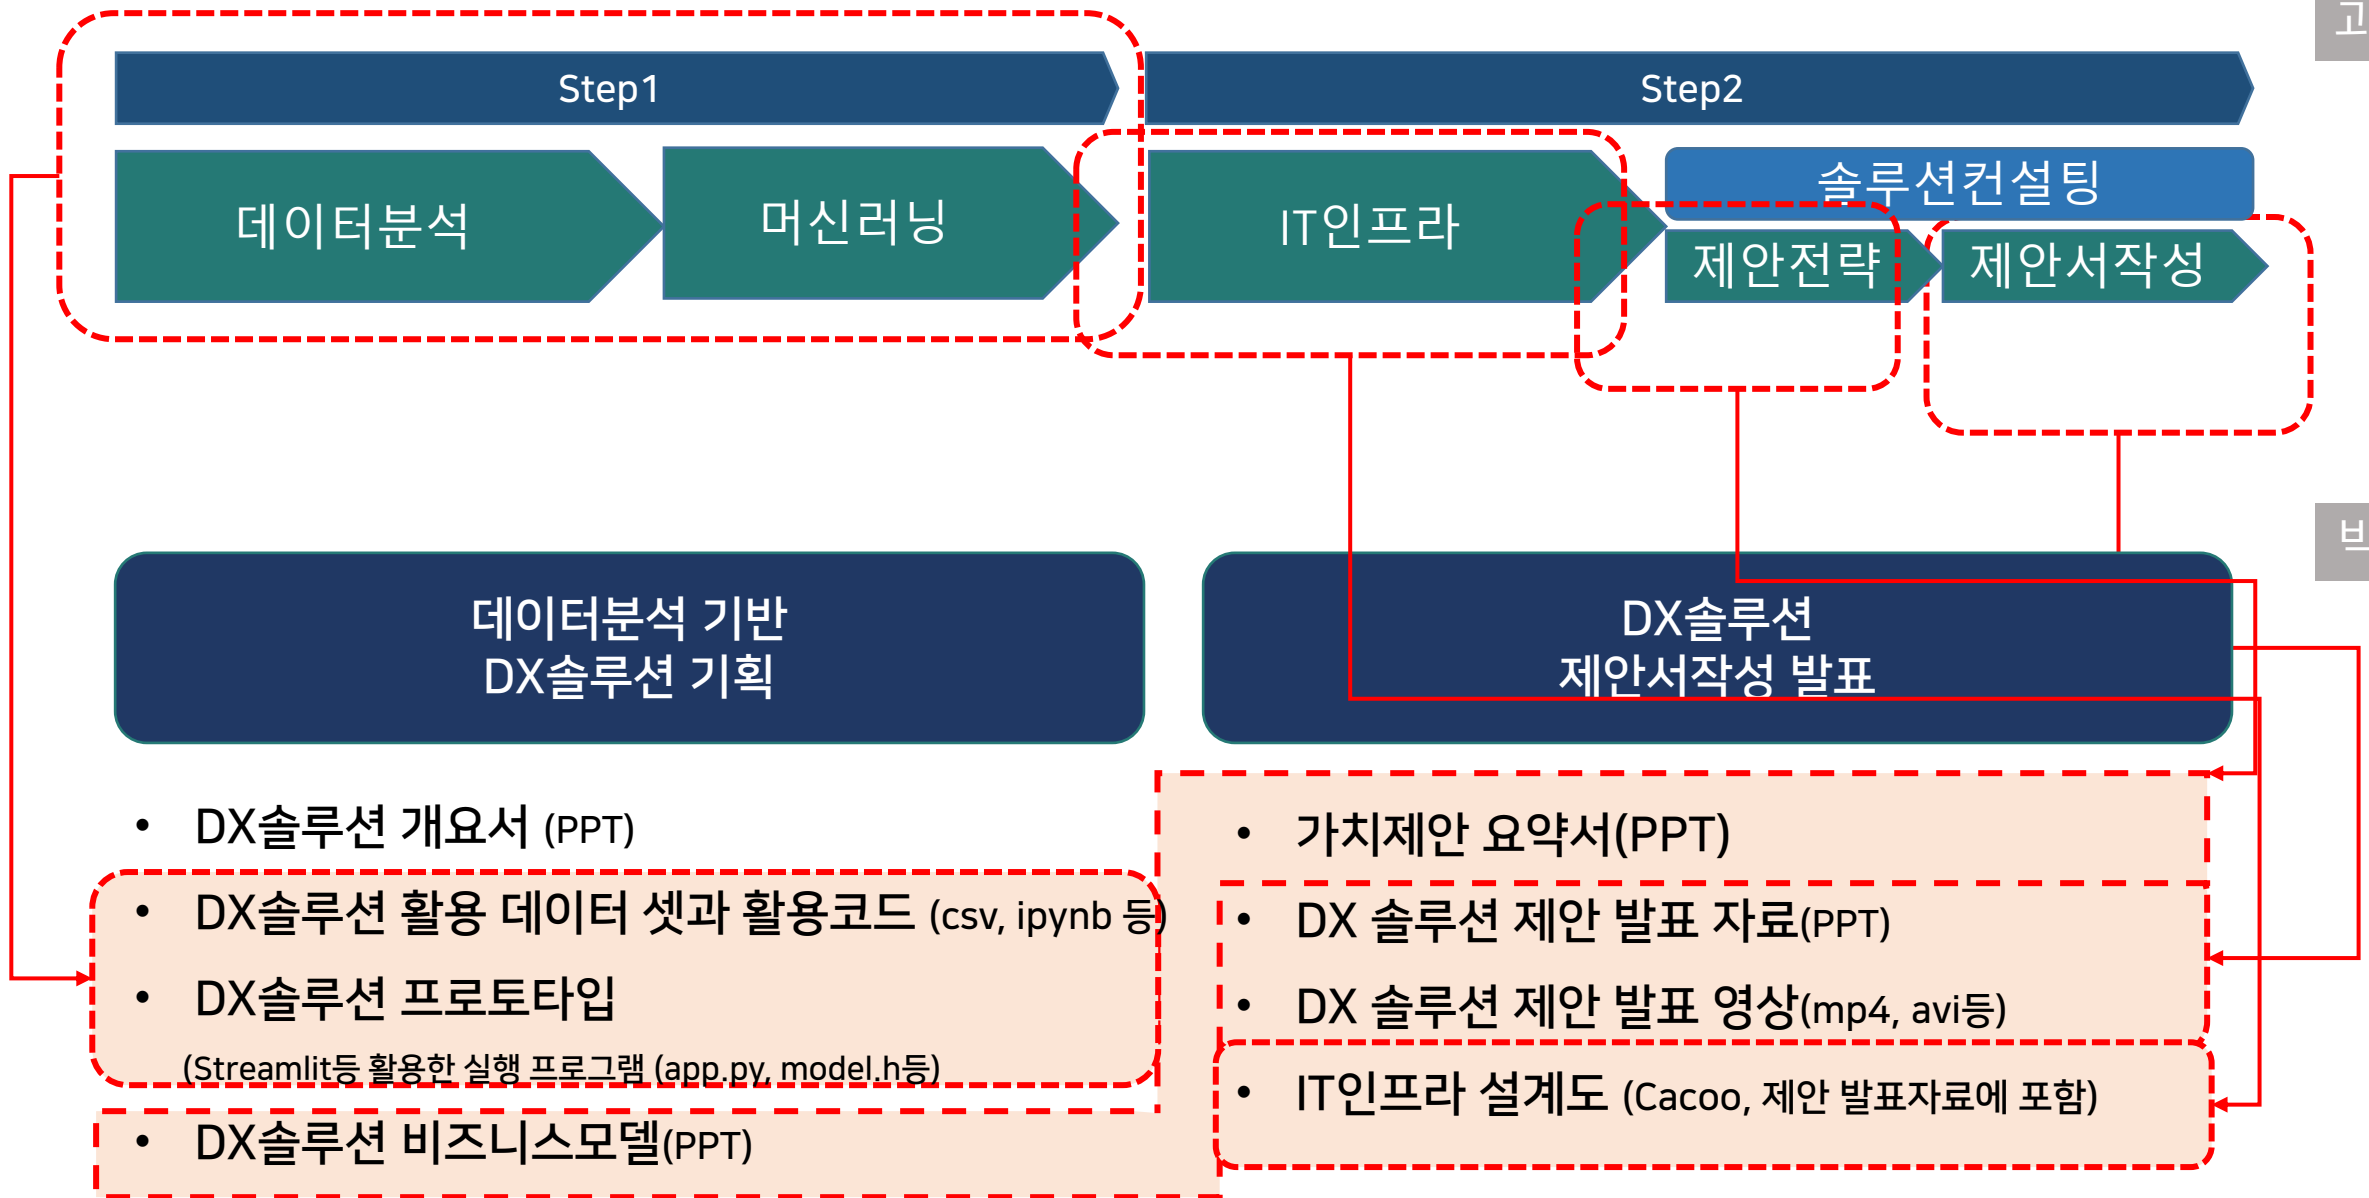 Step1
Step2
데이터분석
머신러닝
IT인프라
솔루션컨설팅
제안전략
제안서작성
데이터분석 기반
DX솔루션 기획
DX솔루션
제안서작성 발표
• DX솔루션 개요서 (PPT)
• DX솔루션 활용 데이터 셋과 활용코드 (csv, ipynb 등)
• DX솔루션 프로토타입
(Streamlit등 활용한 실행 프로그램 (app.py, model.h등)
• DX솔루션 비즈니스모델(PPT)
• 가치제안 요약서(PPT)
• DX 솔루션 제안 발표 자료(PPT)
• DX 솔루션 제안 발표 영상(mp4, avi등)
• IT인프라 설계도 (Cacoo, 제안 발표자료에 포함)